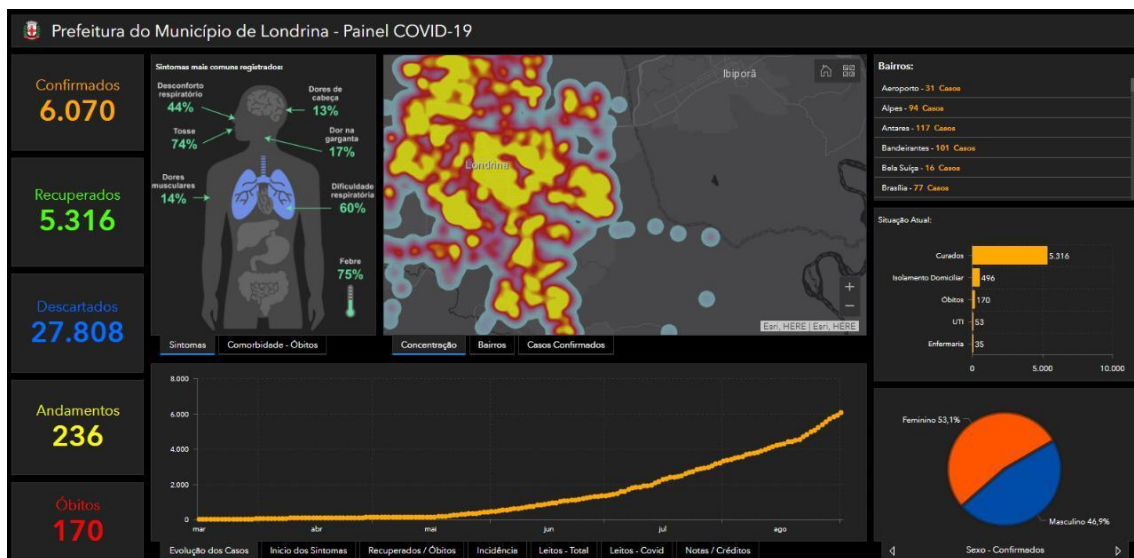 Prefeitura do Município de Londrina - Painel COVID-19
Confirmados
6.070
Recuperados
5.316
Descartados
27.808
Andamentos
236
Óbitos
170
Sintomas mais comuns registrados:
Desconforto
respiratório
44%
Dores de
cabeça
13%
Tosse
74%
Dor na
garganta
17%
Dores
musculares
14%
Dificuldade
respiratória
60%
Febre
75%
Sintomas
Comorbidade - Óbitos
Ibiporã
Londrina
+
−
Esri, HERE | Esri, HERE
Concentração
Bairros
Casos Confirmados
8.000
6.000
4.000
2.000
0
mar
abr
mai
jun
jul
ago
Evolução dos Casos
Inicio dos Sintomas
Recuperados / Óbitos
Incidência
Leitos - Total
Leitos - Covid
Notas / Créditos
Bairros:
Aeroporto - 31 Casos
Alpes - 94 Casos
Antares - 117 Casos
Bandeirantes - 101 Casos
Bela Suíça - 16 Casos
Brasília - 77 Casos
Situação Atual:
Curados
5.316
Isolamento Domiciliar
496
Óbitos
170
UTI
53
Enfermaria
35
0
5.000
10.000
Feminino 53,1%
Masculino 46,9%
Sexo - Confirmados